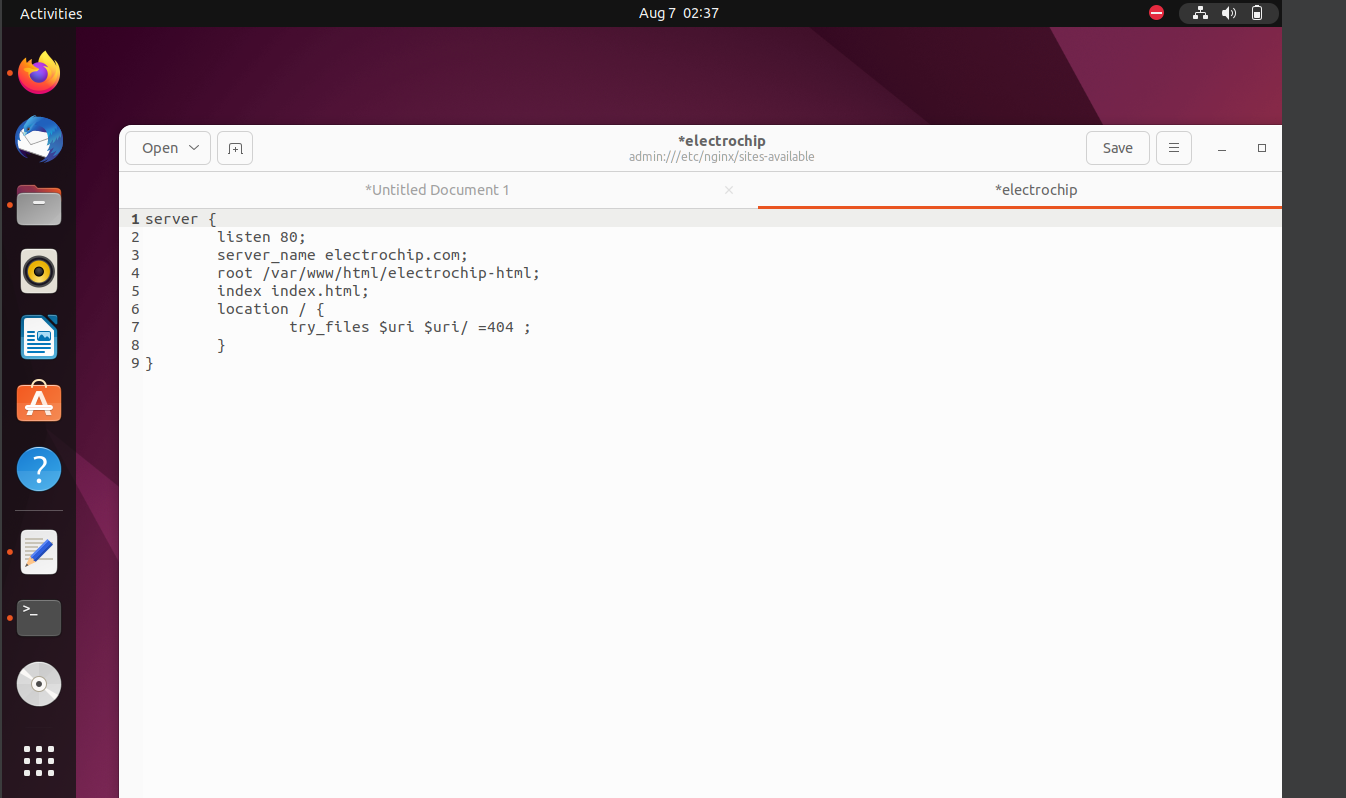 Activities
Aug 7 02:37
Open
*electrochip
admin:///etc/nginx/sites-available
Save
*Untitled Document 1
*electrochip
1 server {
2         listen 80;
3         server_name electrochip.com;
4         root /var/www/html/electrochip-html;
5         index index.html;
6         location / {
7                 try_files $uri $uri/ =404 ;
8         }
9 }